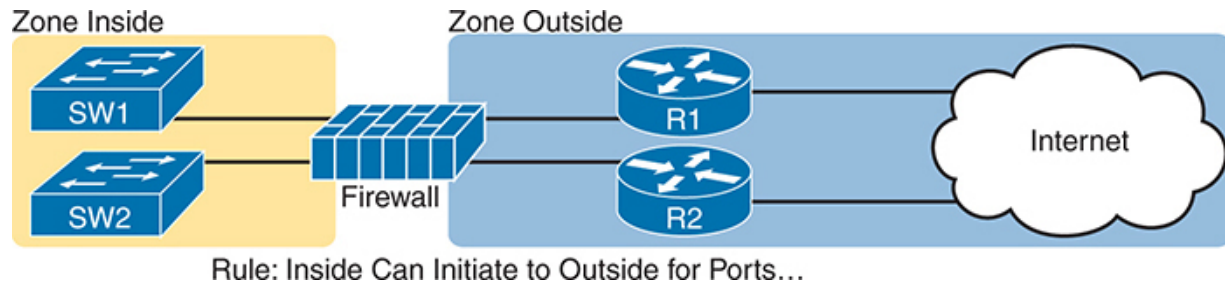 Zone Inside
Zone Outside
SW1
R1
Internet
SW2
Firewall
R2
Rule: Inside Can Initiate to Outside for Ports...